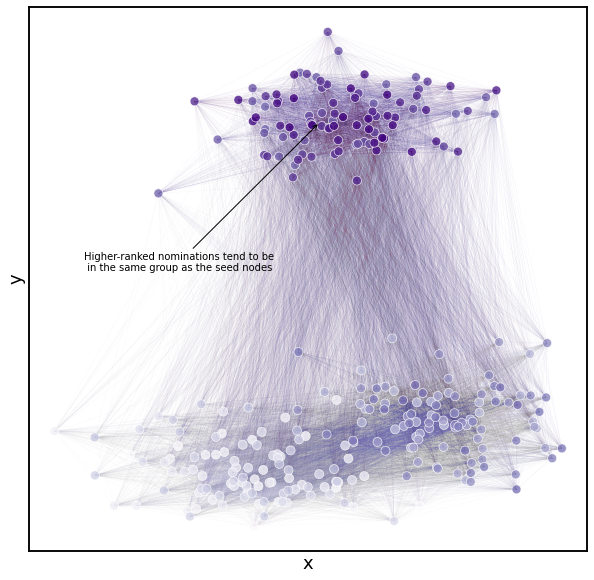 y
Higher-ranked nominations tend to be
in the same group as the seed nodes
x